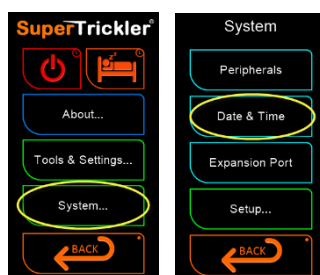 SuperTrickler®
About...
Tools & Settings...
System...
BACK
System
Peripherals
Date & Time
Expansion Port
Setup...
BACK